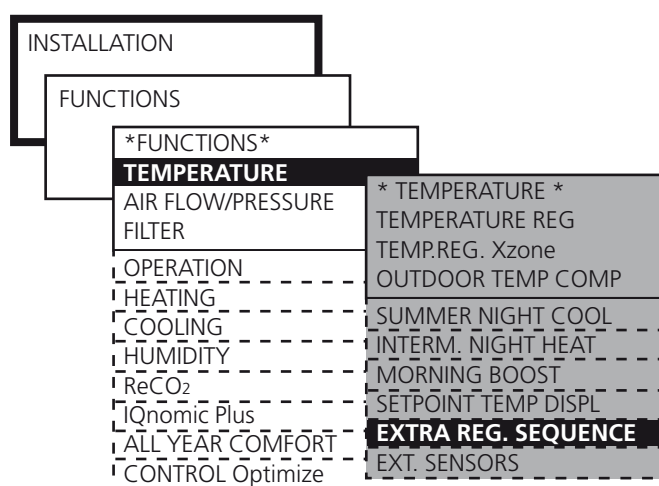 INSTALLATION
FUNCTIONS
*FUNCTIONS*
TEMPERATURE
AIR FLOW/PRESSURE
FILTER
OPERATION
HEATING
COOLING
HUMIDITY
ReCO₂
IQnomic Plus
ALL YEAR COMFORT
CONTROL Optimize
* TEMPERATURE *
TEMPERATURE REG
TEMP.REG. Xzone
OUTDOOR TEMP COMP
SUMMER NIGHT COOL
INTERM. NIGHT HEAT
MORNING BOOST
SETPOINT TEMP DISPL
EXTRA REG. SEQUENCE
EXT. SENSORS